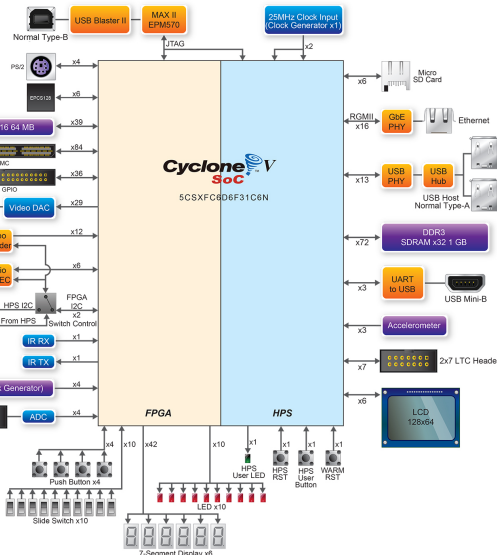 Normal Type-B
USB Blaster II
MAX II
EPM570
JTAG
25MHz Clock Input
(Clock Generator x1)
x2
PS/2
x4
EPCS128
x6
16 64 MB
x39
MC
x84
GPIO
x36
Video DAC
x29
x12
x6
HPS I2C
From HPS
FPGA
I2C
x2
Switch Control
IR RX
x1
IR TX
x1
Generator)
x4
ADC
x4
Cyclone V
SoC
5CSXFC6D6F31C6N
FPGA
HPS
x6
Micro
SD Card
RGMII
x16
GbE
PHY
Ethernet
x13
USB
PHY
USB
Hub
USB Host
Normal Type-A
x72
DDR3
SDRAM x32 1 GB
x3
UART
to USB
USB Mini-B
x3
Accelerometer
x7
2x7 LTC Heade
x6
LCD
128x64
x4
x10
x42
x10
x1
x1
x1
x1
Push Button x4
Slide Switch x10
7-Segment Display x6
LED x10
HPS
User LED
HPS
RST
HPS
User
Button
WARM
RST